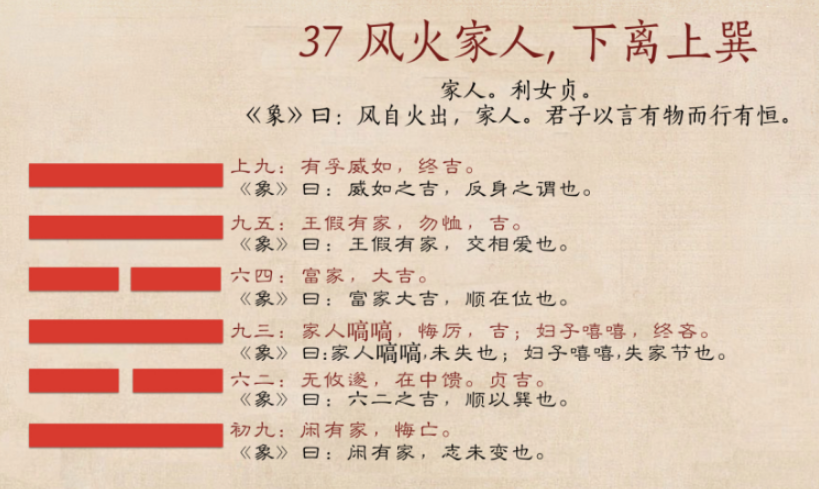 37 风火家人, 下离上巽
家人。利女贞。
《象》曰：风自火出，家人。君子以言有物而行有恒。
上九：有孚威如，终吉。
《象》曰：威如之吉，反身之谓也。
九五：王假有家，勿恤，吉。
《象》曰：王假有家，交相爱也。
六四：富家，大吉。
《象》曰：富家大吉，顺在位也。
九三：家人嗃嗃，悔厉，吉；妇子嘻嘻，终吝。
《象》曰:家人嗃嗃,未失也；妇子嘻嘻,失家节也。
六二：无攸遂，在中馈。贞吉。
《象》曰：六二之吉，顺以巽也。
初九：闲有家，悔亡。
《象》曰：闲有家，志未变也。